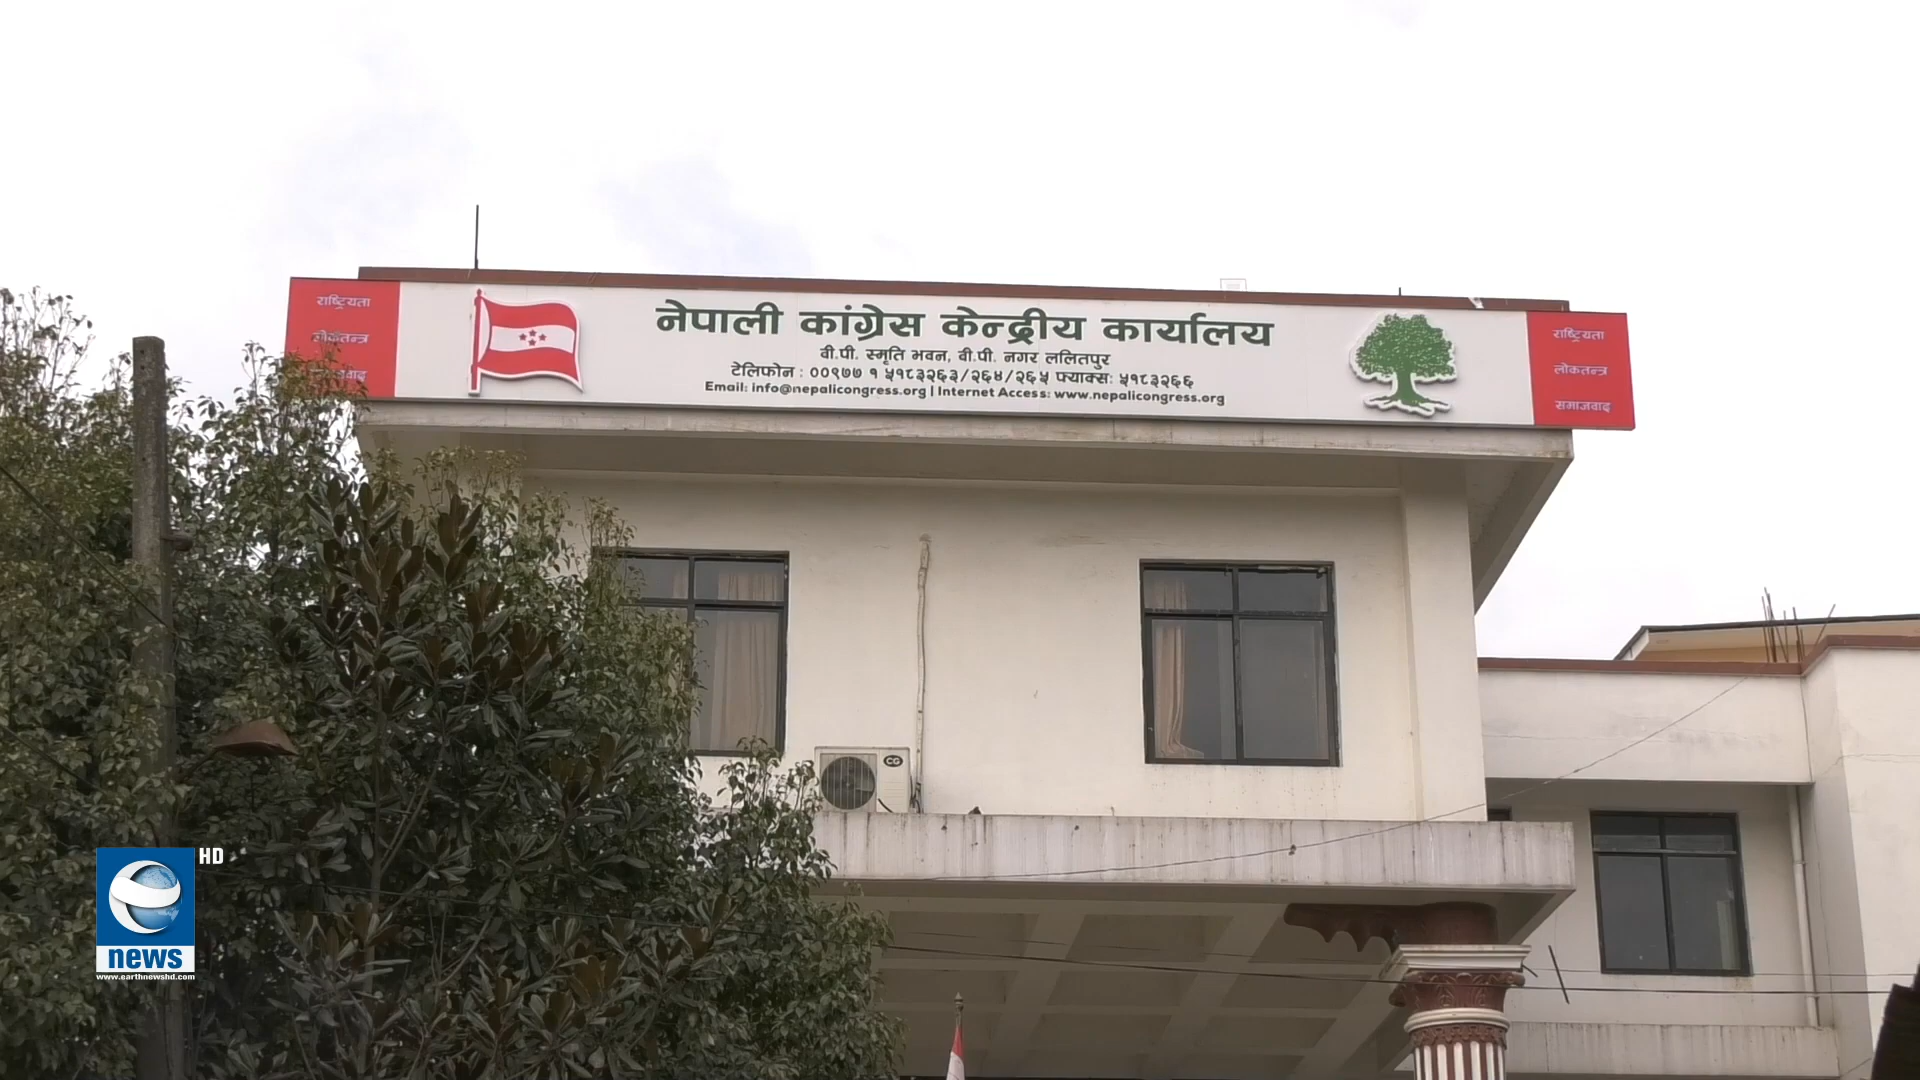 राष्ट्रियता
लोकतन्त्र
नेपाली कांग्रेस केन्द्रीय कार्यालय
वी.पी. स्मृति भवन, वी.पी. नगर ललितपुर
टेलिफोन : ००९७७ १ ५१८३२६३/२६४/२६५ फ्याक्स: ५१८३२६६
Email: info@nepalicongress.org | Internet Access: www.nepalicongress.org
राष्ट्रियता
लोकतन्त्र
समाजवाद
CG
HD
news
www.earthnewshd.com